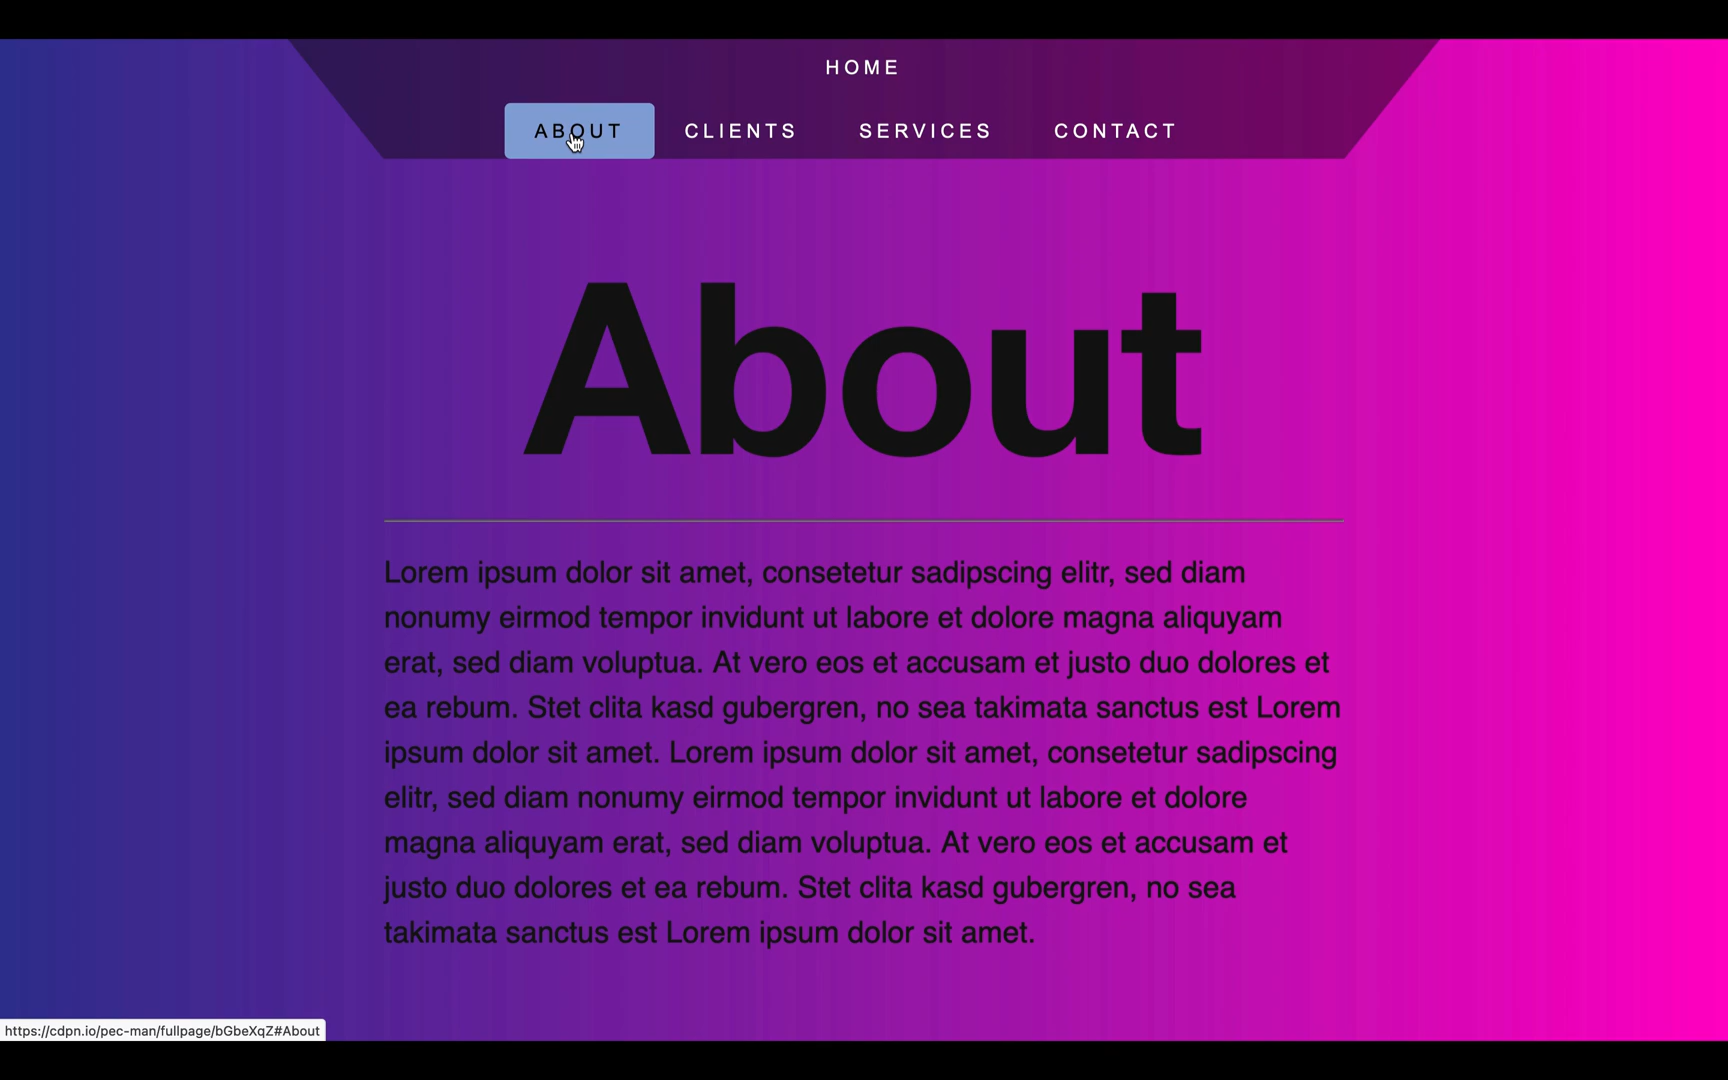 HOME
ABOUT CLIENTS SERVICES CONTACT
About
Lorem ipsum dolor sit amet, consetetur sadipscing elitr, sed diam
nonumy eirmod tempor invidunt ut labore et dolore magna aliquyam
erat, sed diam voluptua. At vero eos et accusam et justo duo dolores et
ea rebum. Stet clita kasd gubergren, no sea takimata sanctus est Lorem
ipsum dolor sit amet. Lorem ipsum dolor sit amet, consetetur sadipscing
elitr, sed diam nonumy eirmod tempor invidunt ut labore et dolore
magna aliquyam erat, sed diam voluptua. At vero eos et accusam et
justo duo dolores et ea rebum. Stet clita kasd gubergren, no sea
takimata sanctus est Lorem ipsum dolor sit amet.
https://cdpn.io/pec-man/fullpage/bGbeXqZ#About